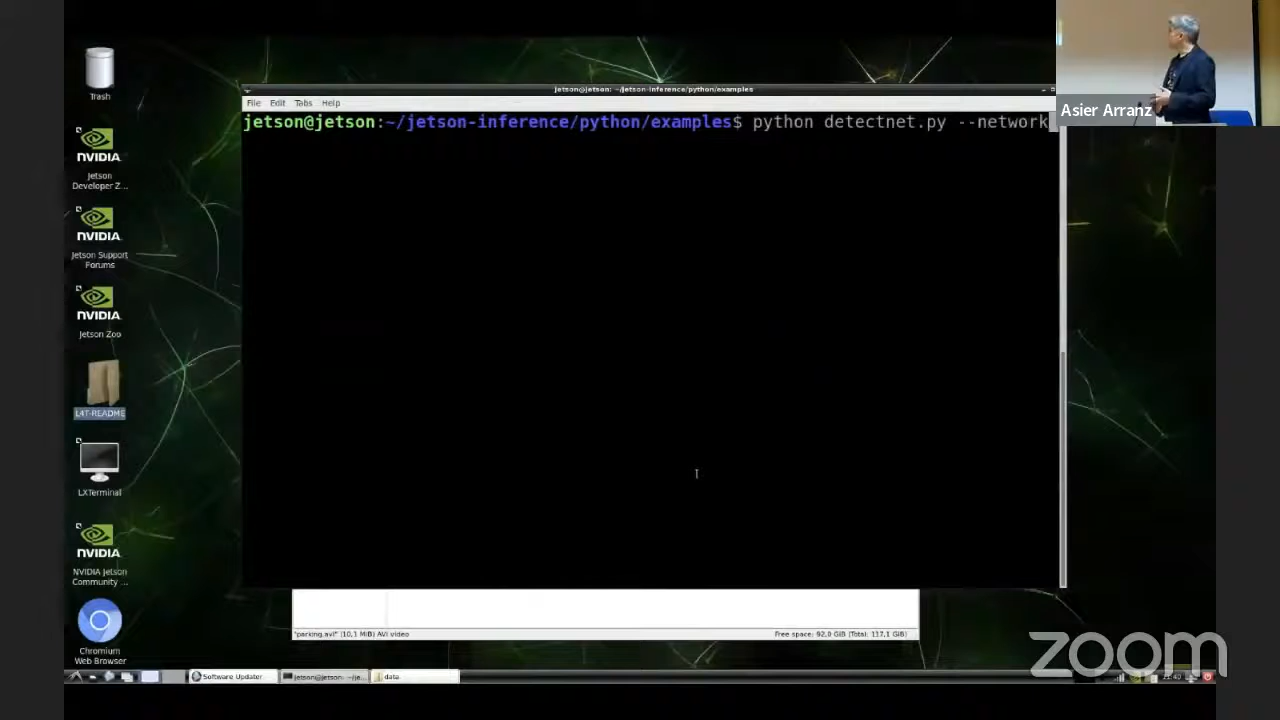 Trash
NVIDIA.
Jetson
Developer Z...
NVIDIA.
Jetson Support
Forums
NVIDIA.
Jetson Zoo
L4T-README
LXTerminal
NVIDIA.
NVIDIA Jetson
Community ...
Chromium
Web Browser
jetson@jetson: ~/jetson-inference/python/examples
File Edit Tabs Help
jetson@jetson:~/jetson-inference/python/examples$ python detectnet.py --network
Asier Arranz
"parking.avi" (10,1 MiB) AVI video
Free space: 92,0 GiB (Total: 117,1 GiB)
zoom
Software Updater
jetson@jetson: ~/je...
data